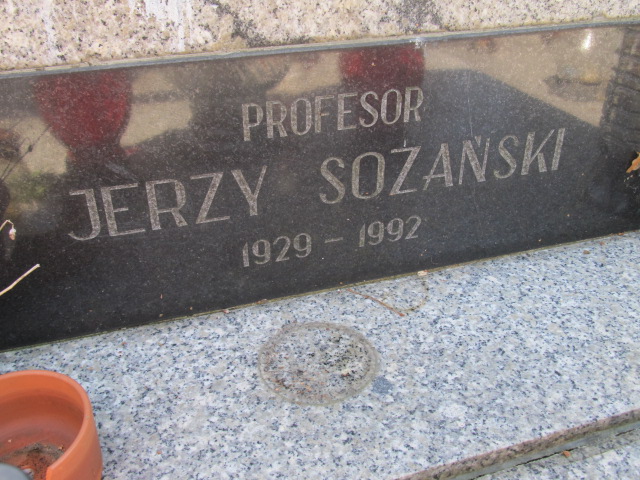 PROFESOR
JERZY SOŻAŃSKI
1929 - 1992